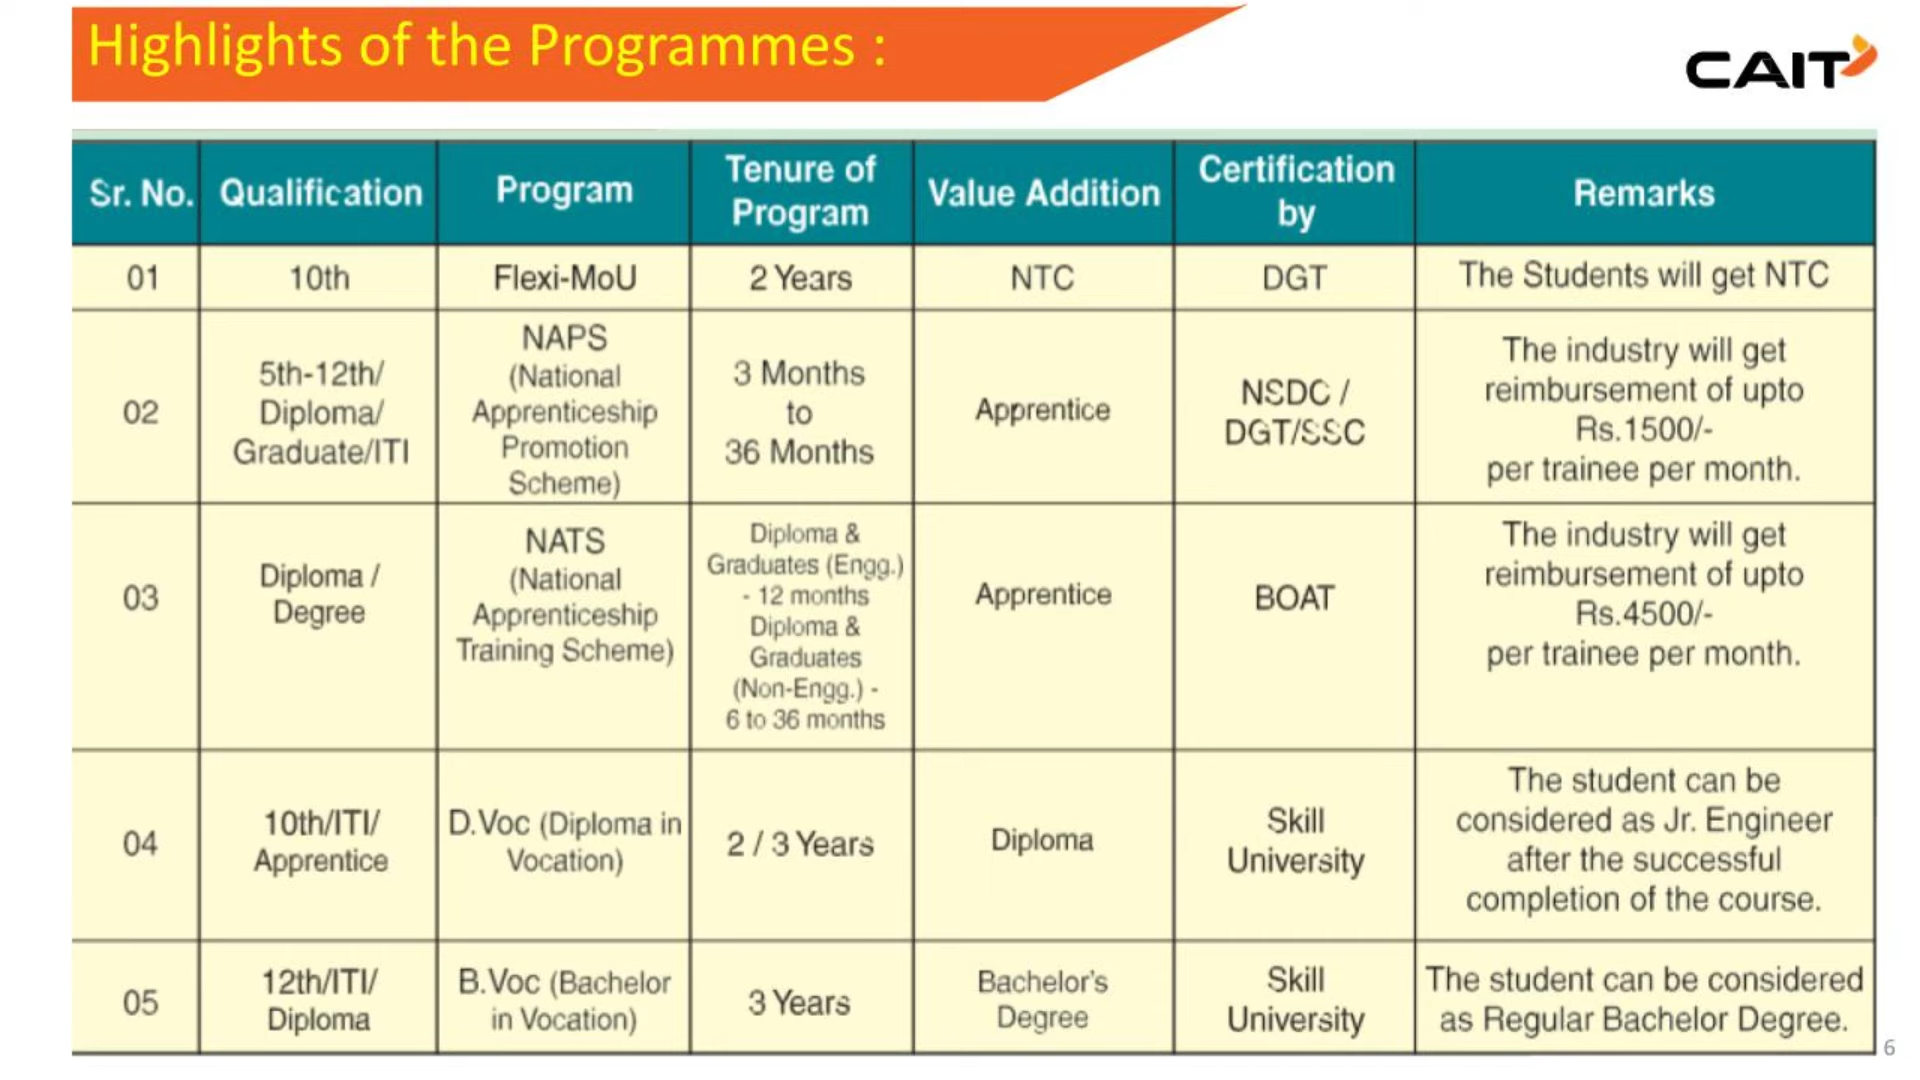 Highlights of the Programmes :
CAIT
Sr. No.
Qualification
Program
Tenure of
Program
Value Addition
Certification
by
Remarks
01
10th
Flexi-MoU
2 Years
NTC
DGT
The Students will get NTC
02
5th-12th/
Diploma/
Graduate/ITI
NAPS
(National
Apprenticeship
Promotion
Scheme)
3 Months
to
36 Months
Apprentice
NSDC /
DGT/SSC
The industry will get
reimbursement of upto
Rs.1500/-
per trainee per month.
03
Diploma /
Degree
NATS
(National
Apprenticeship
Training Scheme)
Diploma &
Graduates (Engg.)
- 12 months
Diploma &
Graduates
(Non-Engg.) -
6 to 36 months
Apprentice
BOAT
The industry will get
reimbursement of upto
Rs.4500/-
per trainee per month.
04
10th/ITI/
Apprentice
D.Voc (Diploma in
Vocation)
2 / 3 Years
Diploma
Skill
University
The student can be
considered as Jr. Engineer
after the successful
completion of the course.
05
12th/ITI/
Diploma
B.Voc (Bachelor
in Vocation)
3 Years
Bachelor's
Degree
Skill
University
The student can be considered
as Regular Bachelor Degree.
6